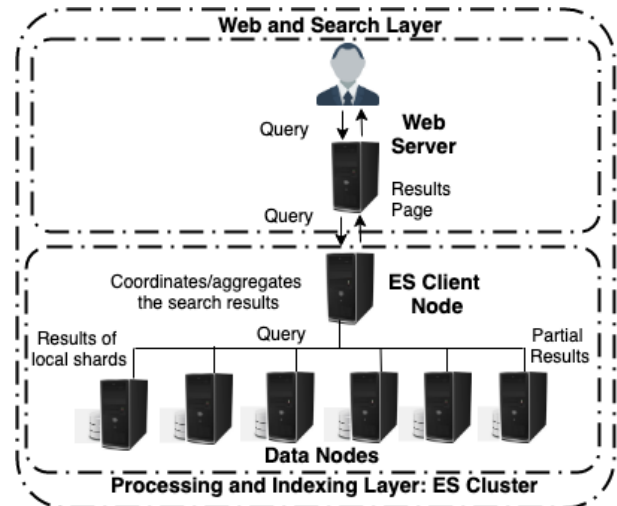 Web and Search Layer
Query
Web
Server
Results
Page
Query
Coordinates/aggregates
the search results
ES Client
Node
Results of
local shards
Query
Partial
Results
Data Nodes
Processing and Indexing Layer: ES Cluster